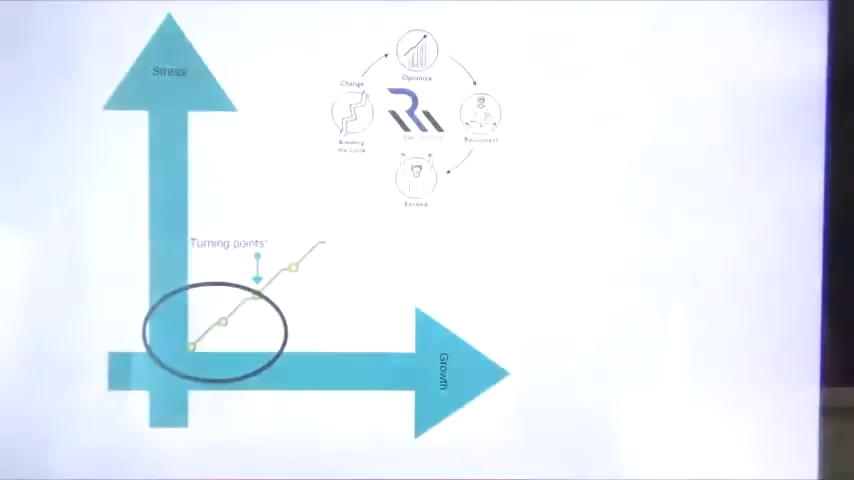 Stress
Optimize
Change
Breaking
the Cycle
Recruitment
Exceed
Turning points
Growth